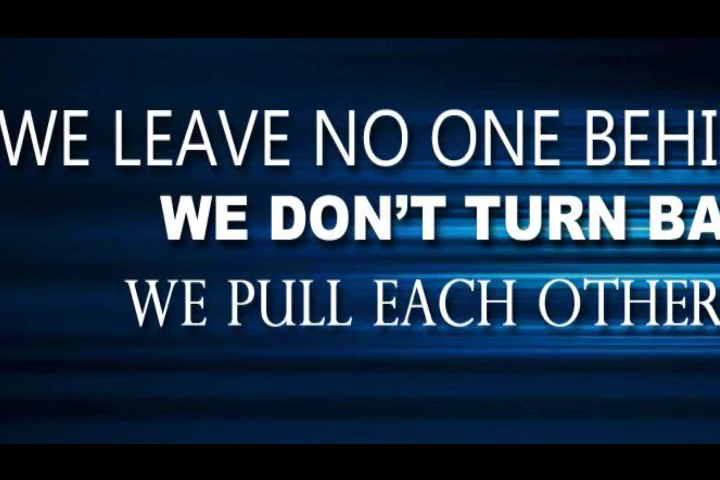 WE LEAVE NO ONE BEHI
WE DON'T TURN BA
WE PULL EACH OTHER